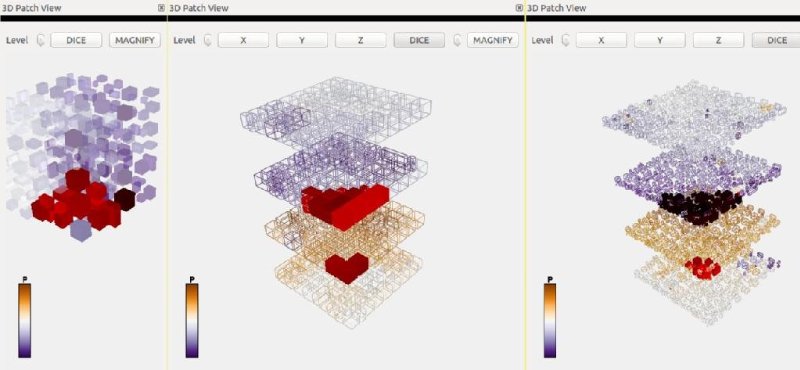 3D Patch View
3D Patch View
3D Patch View
Level DICE MAGNIFY
Level X Y Z DICE MAGNIFY
Level X Y Z DICE
P
P
P